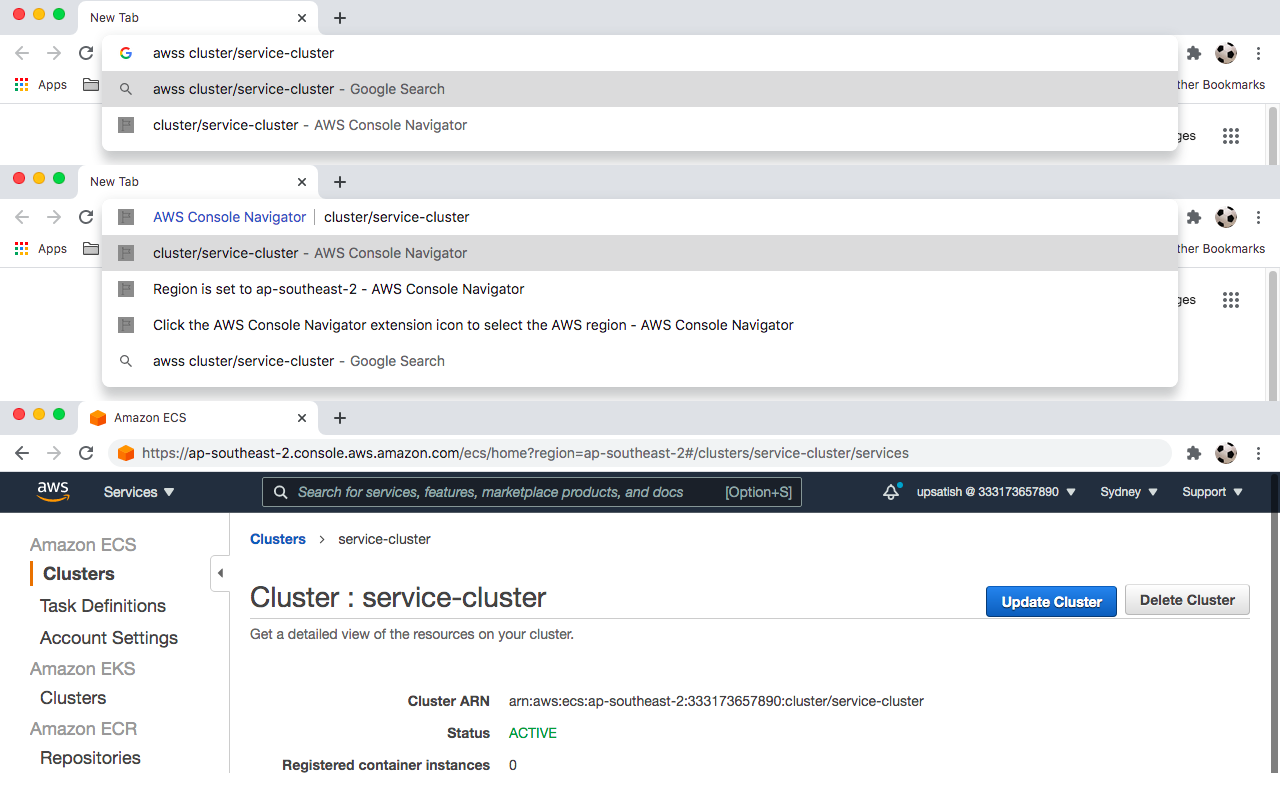 New Tab
awss cluster/service-cluster
awss cluster/service-cluster - Google Search
Apps
ther Bookmarks
cluster/service-cluster - AWS Console Navigator
ges
New Tab
AWS Console Navigator | cluster/service-cluster
Apps
cluster/service-cluster - AWS Console Navigator
ther Bookmarks
Region is set to ap-southeast-2 - AWS Console Navigator
ges
Click the AWS Console Navigator extension icon to select the AWS region - AWS Console Navigator
awss cluster/service-cluster - Google Search
Amazon ECS
https://ap-southeast-2.console.aws.amazon.com/ecs/home?region=ap-southeast-2#/clusters/service-cluster/services
aws Services Search for services, features, marketplace products, and docs [Option+S] upsatish @ 333173657890 Sydney Support
Amazon ECS
Clusters
Task Definitions
Account Settings
Amazon EKS
Clusters
Amazon ECR
Repositories
Clusters > service-cluster
Cluster : service-cluster
Update Cluster Delete Cluster
Get a detailed view of the resources on your cluster.
Cluster ARN arn:aws:ecs:ap-southeast-2:333173657890:cluster/service-cluster
Status ACTIVE
Registered container instances 0